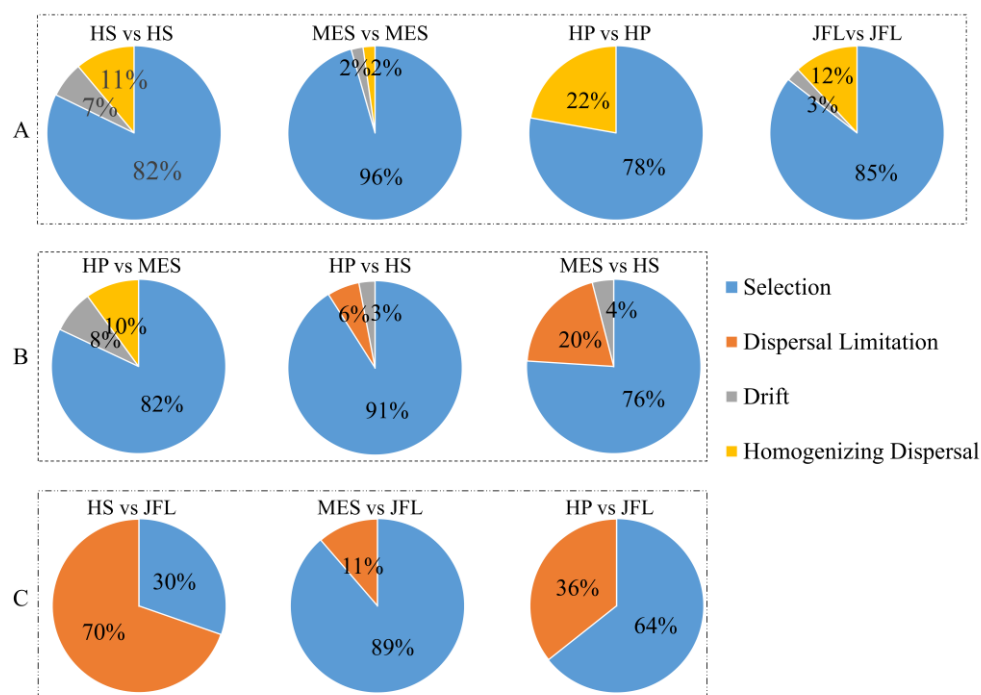 HS vs HS
MES vs MES
HP vs HP
JFLvs JFL
A
11%
7%
82%
2%
2%
96%
22%
78%
12%
3%
85%
HP vs MES
HP vs HS
MES vs HS
B
10%
8%
82%
6%
3%
91%
4%
20%
76%
Selection
Dispersal Limitation
Drift
Homogenizing Dispersal
HS vs JFL
MES vs JFL
HP vs JFL
C
30%
70%
11%
89%
36%
64%